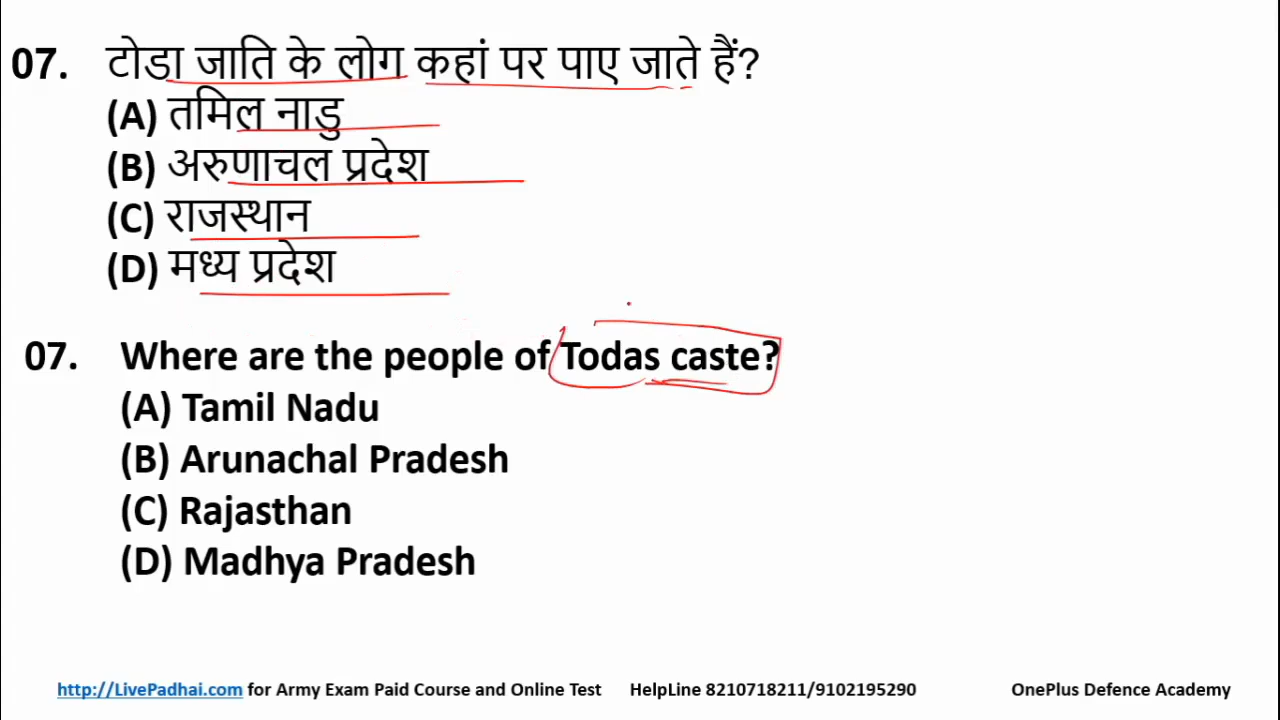 07. टोडा जाति के लोग कहां पर पाए जाते हैं?
(A) तमिल नाडु
(B) अरुणाचल प्रदेश
(C) राजस्थान
(D) मध्य प्रदेश
07. Where are the people of Todas caste?
(A) Tamil Nadu
(B) Arunachal Pradesh
(C) Rajasthan
(D) Madhya Pradesh
http://LivePadhai.com for Army Exam Paid Course and Online Test HelpLine 8210718211/9102195290 OnePlus Defence Academy